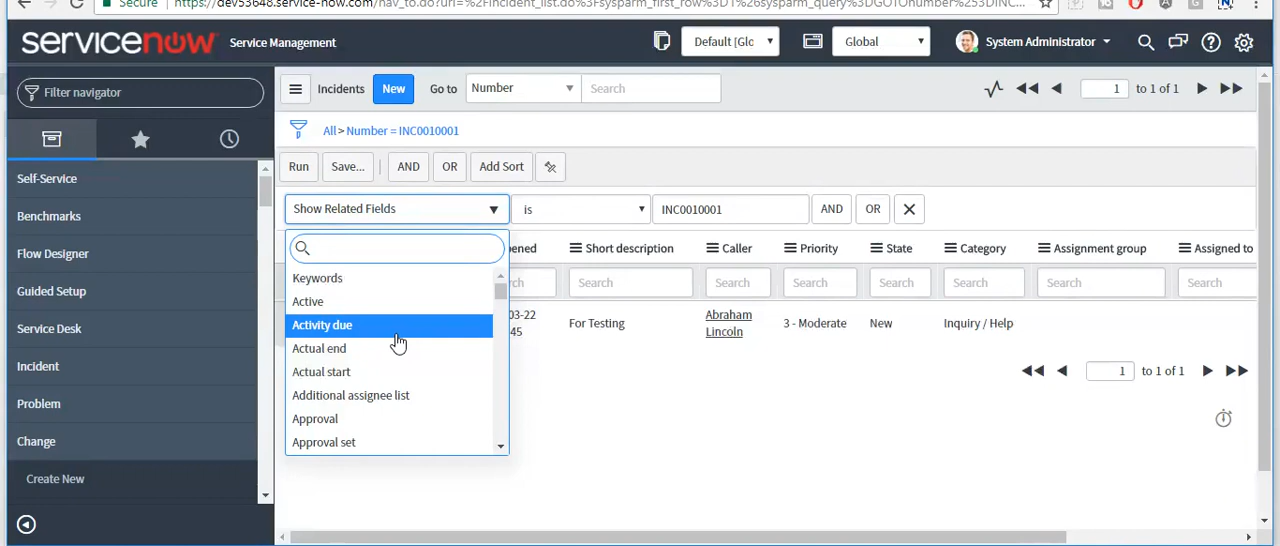 Secure https://dev53648.service-now.com/nav_to.do?uri=%2Fincident_list.do%3Fsysparm_first_row%3D1%26sysparm_query%3DGOTOnumber%253DINC...
servicenow Service Management Default [Glo Global System Administrator
Filter navigator
Incidents New Go to Number Search 1 to 1 of 1
All > Number = INC0010001
Run Save... AND OR Add Sort
Self-Service
Benchmarks
Flow Designer
Guided Setup
Service Desk
Incident
Problem
Change
Create New
Show Related Fields is INC0010001 AND OR
pened Short description Caller Priority State Category Assignment group Assigned to
rch Search Search Search Search Search Search Search
Keywords
Active
Activity due
Actual end
Actual start
Additional assignee list
Approval
Approval set
03-22
45
For Testing
Abraham
Lincoln
3 - Moderate New Inquiry / Help
1 to 1 of 1